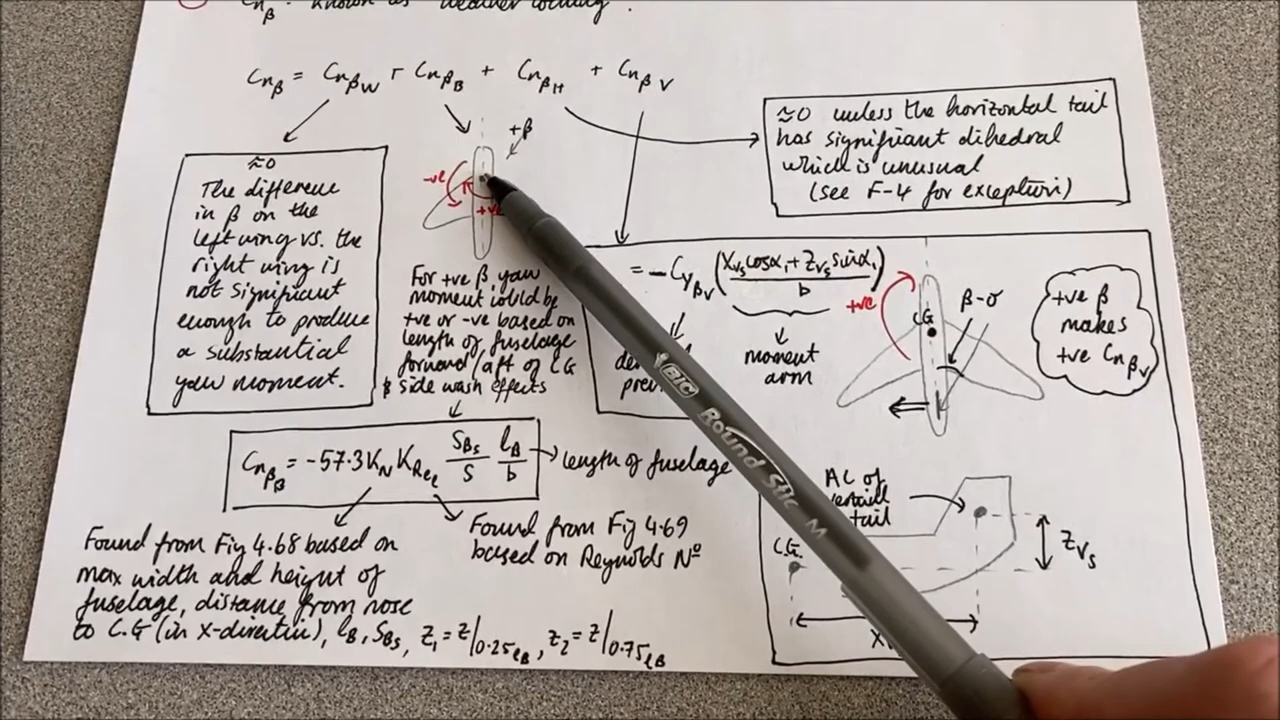 Cnβ: known as "weather cocking".
Cnβ = CnβW + CnβB + CnβH + CnβV
≈0
The difference
in β on the
left wing vs. the
right wing is
not significant
enough to produce
a substantial
yaw moment.
+β
-ve
+ve
For +ve β, yaw
moment could be
+ve or -ve based on
length of fuselage
forward/aft of CG
& side wash effects
CnβB = -57.3 KN KRel SBs/S lB/b → length of fuselage
Found from Fig 4.68 based on
max width and height of
fuselage, distance from nose
to C.G (in x-direction), lB, SBs, z1 = z|0.25lB, z2 = z|0.75lB
Found from Fig 4.69
based on Reynolds Nº
≈0 unless the horizontal tail
has significant dihedral
which is unusual
(see F-4 for exception)
= -CyβV (XVs cosα1 + ZVs sinα1)/b
moment
arm
+ve
C.G
β-σ
+ve β
makes
+ve CnβV
AC of
tail
C.G.
ZVs
BIC Round Stic M